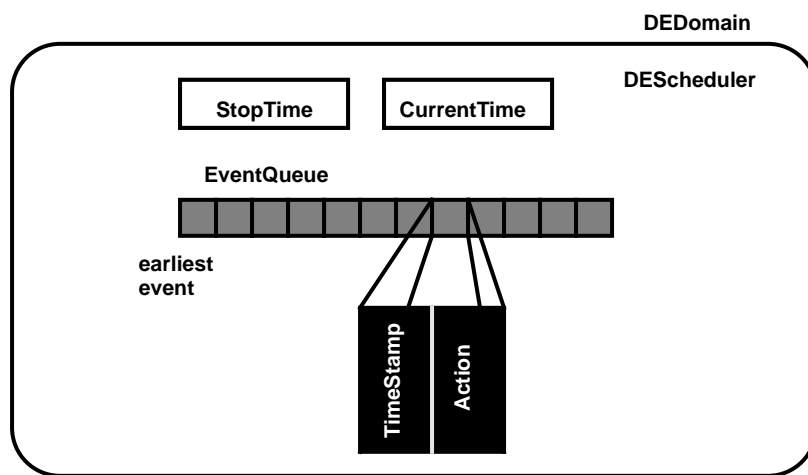 DEDomain
DEScheduler
StopTime
CurrentTime
EventQueue
earliest
event
TimeStamp
Action